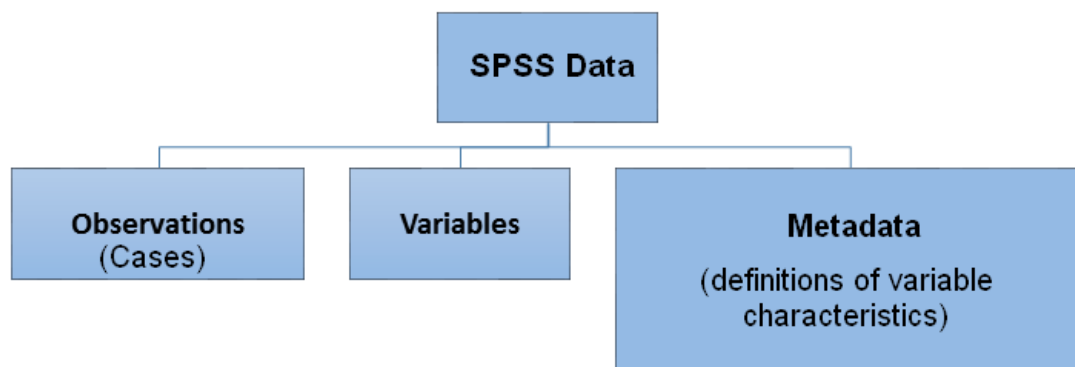 SPSS Data
Observations
(Cases)
Variables
Metadata
(definitions of variable
characteristics)